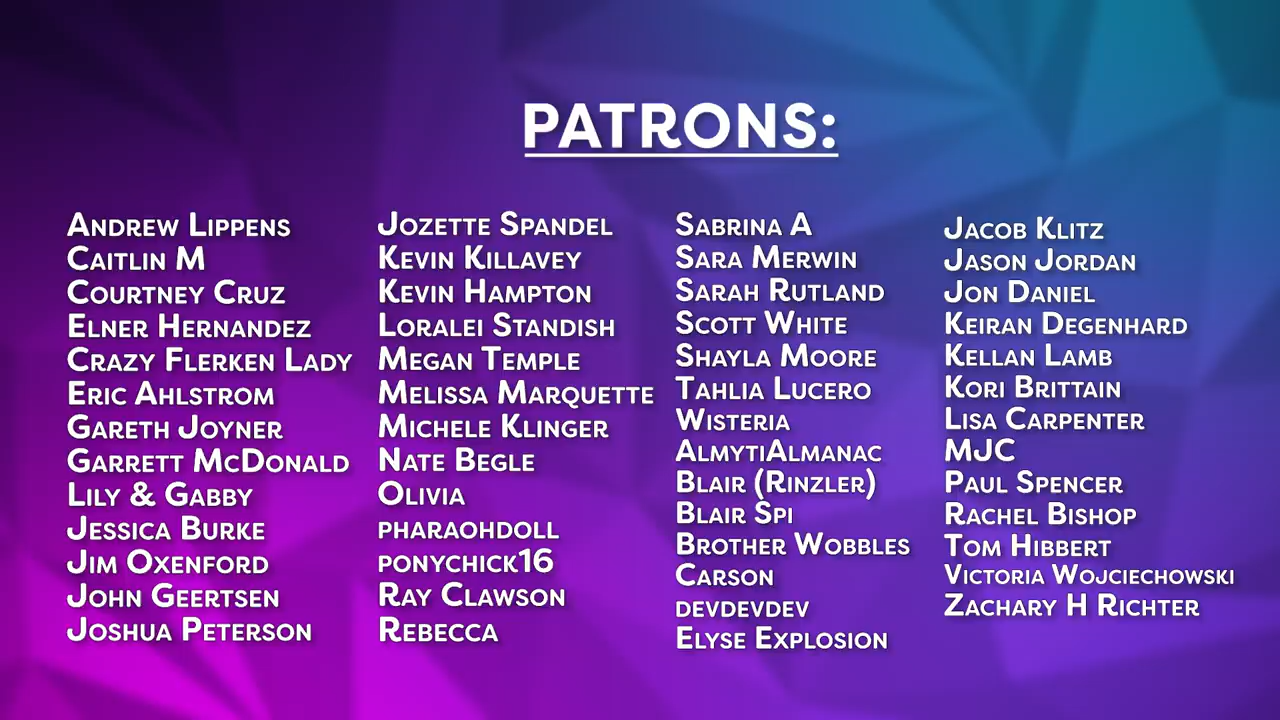 PATRONS:
Andrew Lippens
Caitlin M
Courtney Cruz
Elner Hernandez
Crazy Flerken Lady
Eric Ahlstrom
Gareth Joyner
Garrett McDonald
Lily & Gabby
Jessica Burke
Jim Oxenford
John Geertsen
Joshua Peterson
Jozette Spandel
Kevin Killavey
Kevin Hampton
Loralei Standish
Megan Temple
Melissa Marquette
Michele Klinger
Nate Begle
Olivia
pharaohdoll
ponychick16
Ray Clawson
Rebecca
Sabrina A
Sara Merwin
Sarah Rutland
Scott White
Shayla Moore
Tahlia Lucero
Wisteria
AlmytiAlmanac
Blair (Rinzler)
Blair Spi
Brother Wobbles
Carson
devdevdev
Elyse Explosion
Jacob Klitz
Jason Jordan
Jon Daniel
Keiran Degenhard
Kellan Lamb
Kori Brittain
Lisa Carpenter
MJC
Paul Spencer
Rachel Bishop
Tom Hibbert
Victoria Wojciechowski
Zachary H Richter